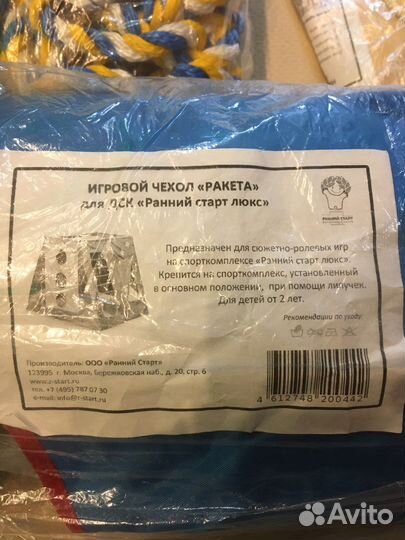 ИГРОВОЙ ЧЕХОЛ «РАКЕТА»
для ДСК «Ранний старт люкс»
РАННИЙ СТАРТ
Предназначен для сюжетно-ролевых игр
на спорткомплексе «Ранний старт люкс».
Крепится на спорткомплекс, установленный
в основном положении, при помощи липучек.
Для детей от 2 лет.
Рекомендации по уходу:
Производитель: ООО «Ранний Старт»
123995 г. Москва, Бережковская наб., д. 20, стр. 6
www.r-start.ru
тел. +7 (495) 787 07 30
e-mail: info@r-start.ru
4 612748 200442
Avito